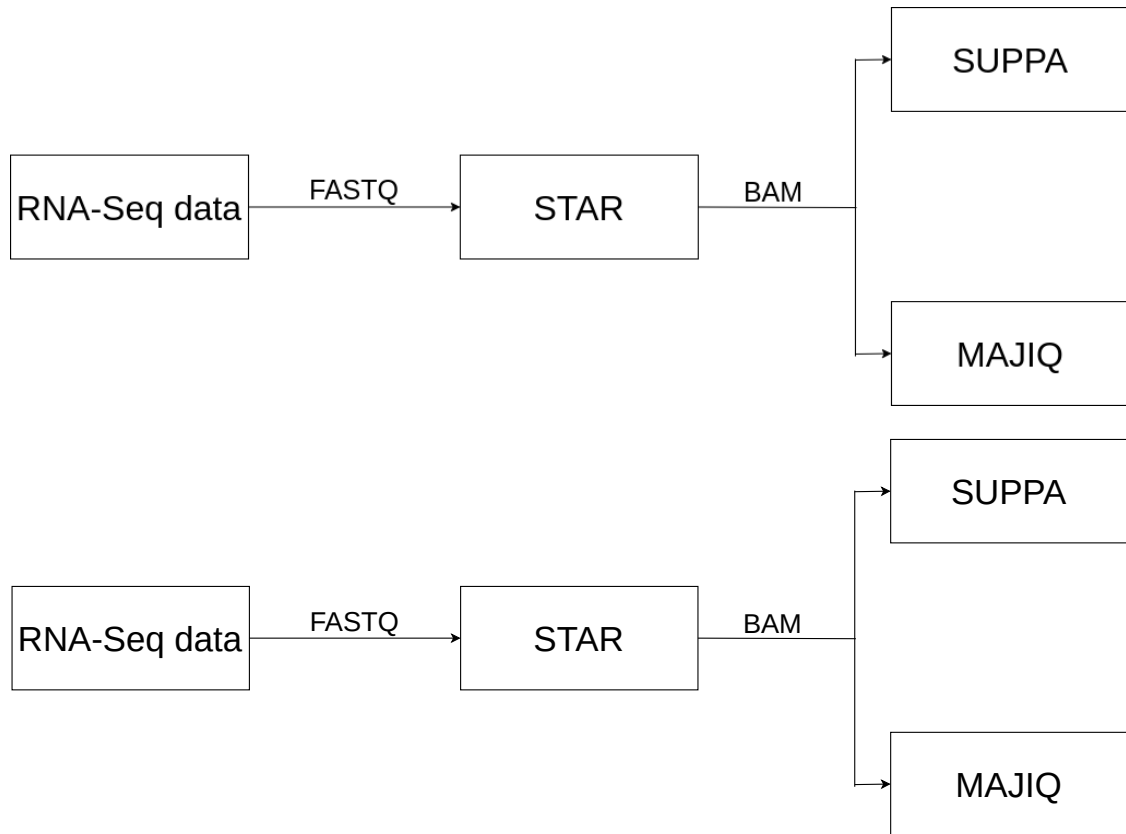 SUPPA
RNA-Seq data
FASTQ
STAR
BAM
MAJIQ
SUPPA
RNA-Seq data
FASTQ
STAR
BAM
MAJIQ